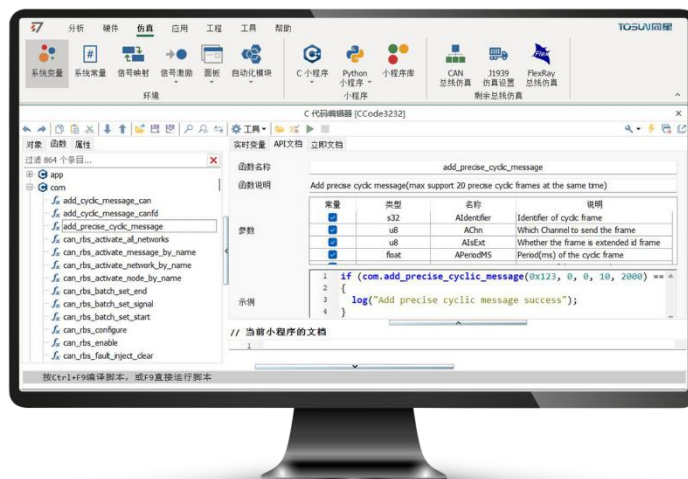 分析 硬件 仿真 应用 工程 工具 帮助
TOSUN同星
系统变量 系统常量 信号映射 信号激励 面板 自动化模块 C 小程序 Python 小程序 小程序库 CAN 总线仿真 J1939 仿真设置 FlexRay 总线仿真
环境 小程序 剩余总线仿真
C 代码编辑器 [CCode3232]
工具
对象 函数 属性
实时变量 API文档 立即文档
过滤 864 个条目...
app
com
add_cyclic_message_can
add_cyclic_message_canfd
add_precise_cyclic_message
can_rbs_activate_all_networks
can_rbs_activate_message_by_name
can_rbs_activate_network_by_name
can_rbs_activate_node_by_name
can_rbs_batch_set_end
can_rbs_batch_set_signal
can_rbs_batch_set_start
can_rbs_configure
can_rbs_enable
can_rbs_fault_inject_clear
函数名称 add_precise_cyclic_message
函数说明 Add precise cyclic message(max support 20 precise cyclic frames at the same time)
参数
常量 类型 名称 说明
s32 AIdentifier Identifier of cyclic frame
u8 AChn Which Channel to send the frame
u8 AIsExt Whether the frame is extended id frame
float APeriodMS Period(ms) of the cyclic frame
示例
1 if (com.add_precise_cyclic_message(0x123, 0, 0, 10, 2000) ==
2 {
3 log("Add precise cyclic message success");
4 }
// 当前小程序的文档
1
按Ctrl+F9编译脚本，或F9直接运行脚本